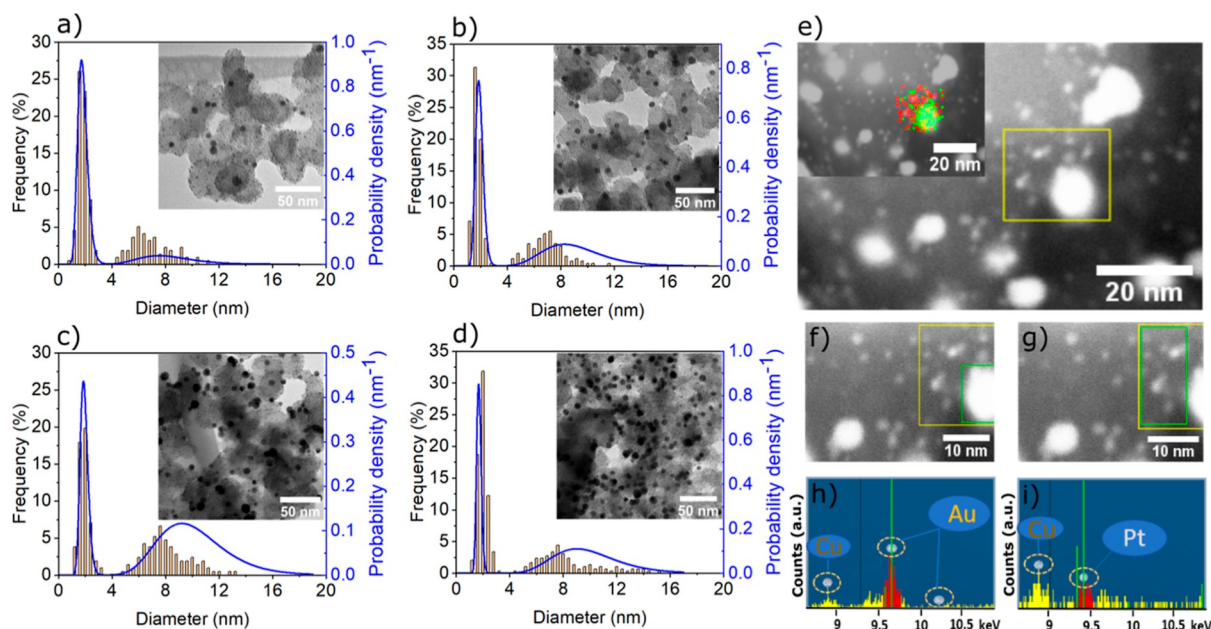 a)
30
25
20
15
10
5
0
Frequency (%)
0 4 8 12 16 20
Diameter (nm)
1.0
0.8
0.6
0.4
0.2
0.0
Probability density (nm⁻¹)
50 nm
b)
35
30
25
20
15
10
5
0
Frequency (%)
0 4 8 12 16 20
Diameter (nm)
0.8
0.6
0.4
0.2
0.0
Probability density (nm⁻¹)
50 nm
e)
20 nm
20 nm
c)
30
25
20
15
10
5
0
Frequency (%)
0 4 8 12 16 20
Diameter (nm)
0.5
0.4
0.3
0.2
0.1
0.0
Probability density (nm⁻¹)
50 nm
d)
35
30
25
20
15
10
5
0
Frequency (%)
0 4 8 12 16 20
Diameter (nm)
1.0
0.8
0.6
0.4
0.2
0.0
Probability density (nm⁻¹)
50 nm
f)
10 nm
g)
10 nm
h)
Counts (a.u.)
Cu
Au
9 9.5 10 10.5 keV
i)
Counts (a.u.)
Cu
Pt
9 9.5 10 10.5 keV